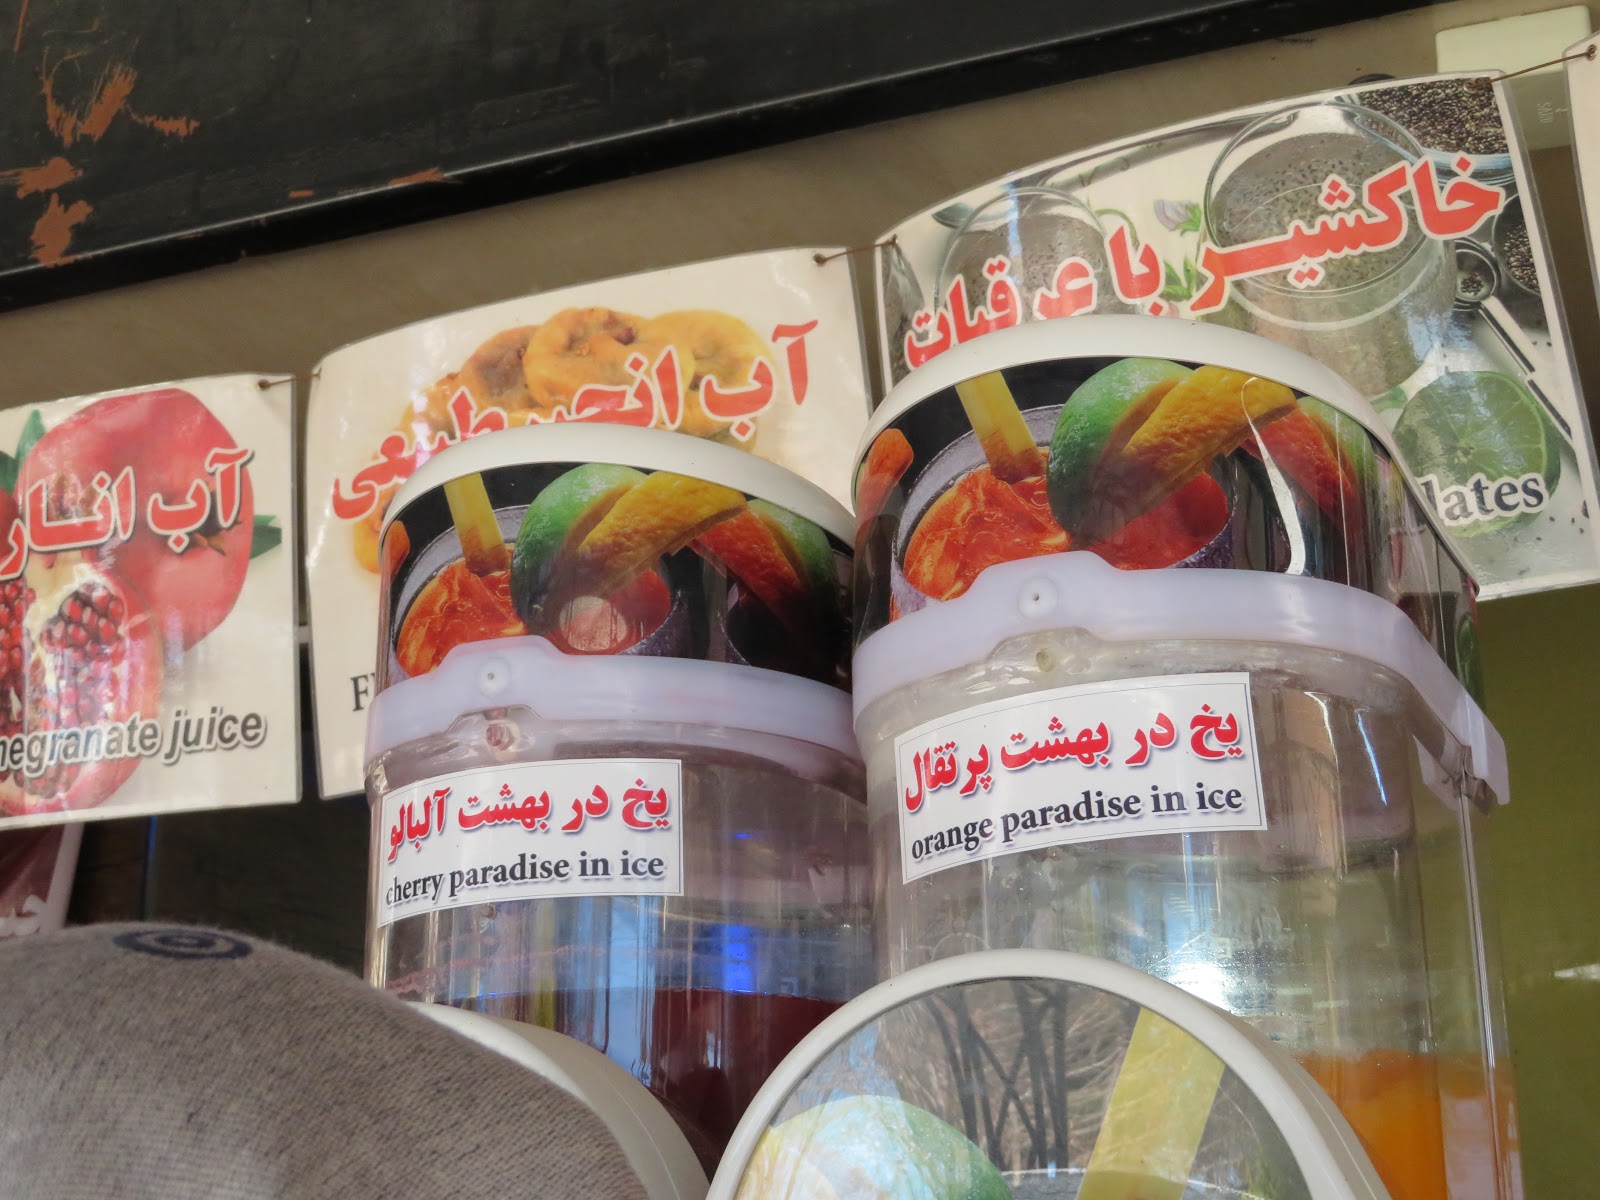 خاکشیر با عرقیات
lates
آب انجیر طبیعی
آب انار
megranate juice
یخ در بهشت پرتقال
orange paradise in ice
یخ در بهشت آلبالو
cherry paradise in ice